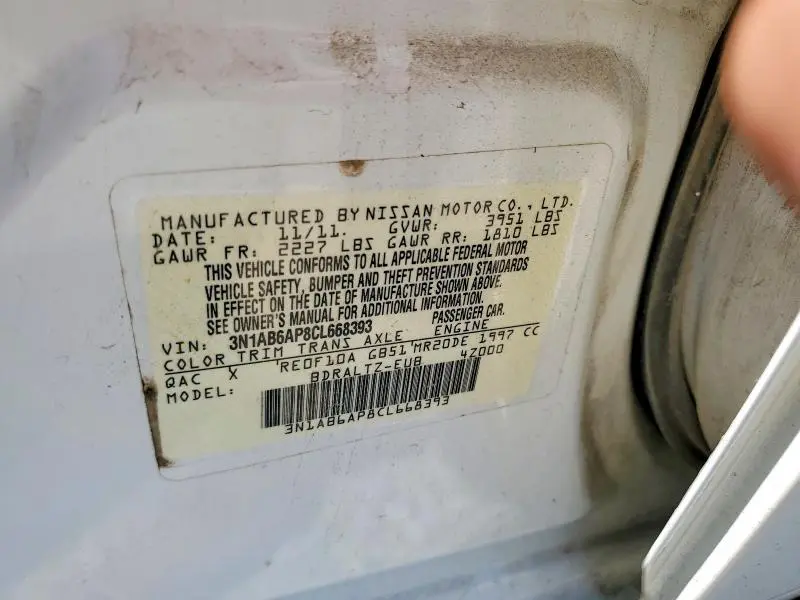 MANUFACTURED BY NISSAN MOTOR CO., LTD.
DATE: 11/11. GVWR: 3951 LBS
GAWR FR: 2227 LBS GAWR RR: 1810 LBS
THIS VEHICLE CONFORMS TO ALL APPLICABLE FEDERAL MOTOR
VEHICLE SAFETY, BUMPER AND THEFT PREVENTION STANDARDS
IN EFFECT ON THE DATE OF MANUFACTURE SHOWN ABOVE.
SEE OWNER'S MANUAL FOR ADDITIONAL INFORMATION.
VIN: 3N1AB6AP8CL668393 PASSENGER CAR.
COLOR TRIM TRANS AXLE ENGINE
QAC X RE0F10A GB51 MR20DE 1997 CC
MODEL: BDRALTZ-EUB 4Z000
3N1AB6AP8CL668393